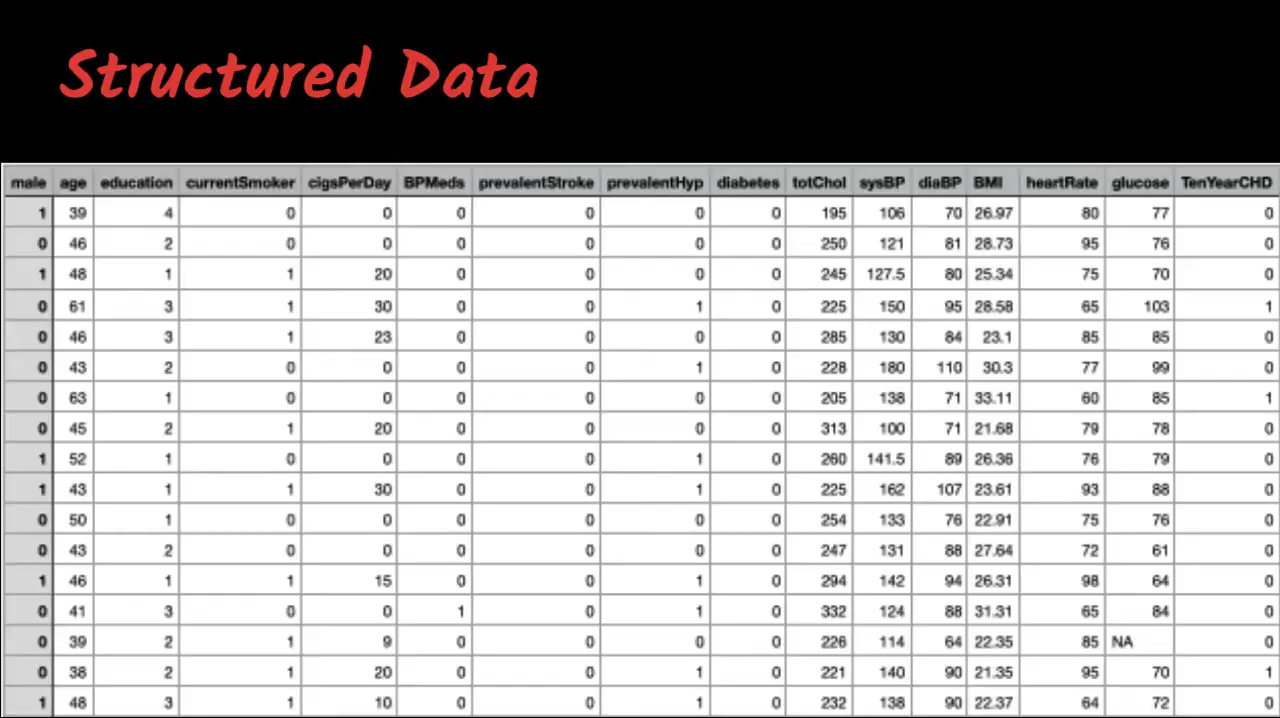 Structured Data
male age education currentSmoker cigsPerDay BPMeds prevalentStroke prevalentHyp diabetes totChol sysBP diaBP BMI heartRate glucose TenYearCHD
1 39 4 0 0 0 0 0 0 195 106 70 26.97 80 77 0
0 46 2 0 0 0 0 0 0 250 121 81 28.73 95 76 0
1 48 1 1 20 0 0 0 0 245 127.5 80 25.34 75 70 0
0 61 3 1 30 0 0 1 0 225 150 95 28.58 65 103 1
0 46 3 1 23 0 0 0 0 285 130 84 23.1 85 85 0
0 43 2 0 0 0 0 1 0 228 180 110 30.3 77 99 0
0 63 1 0 0 0 0 0 0 205 138 71 33.11 60 85 1
0 45 2 1 20 0 0 0 0 313 100 71 21.68 79 78 0
1 52 1 0 0 0 0 1 0 260 141.5 89 26.36 76 79 0
1 43 1 1 30 0 0 1 0 225 162 107 23.61 93 88 0
0 50 1 0 0 0 0 0 0 254 133 76 22.91 75 76 0
0 43 2 0 0 0 0 0 0 247 131 88 27.64 72 61 0
1 46 1 1 15 0 0 1 0 294 142 94 26.31 98 64 0
0 41 3 0 0 1 0 1 0 332 124 88 31.31 65 84 0
0 39 2 1 9 0 0 0 0 226 114 64 22.35 85 NA 0
0 38 2 1 20 0 0 1 0 221 140 90 21.35 95 70 1
1 48 3 1 10 0 0 1 0 232 138 90 22.37 64 72 0